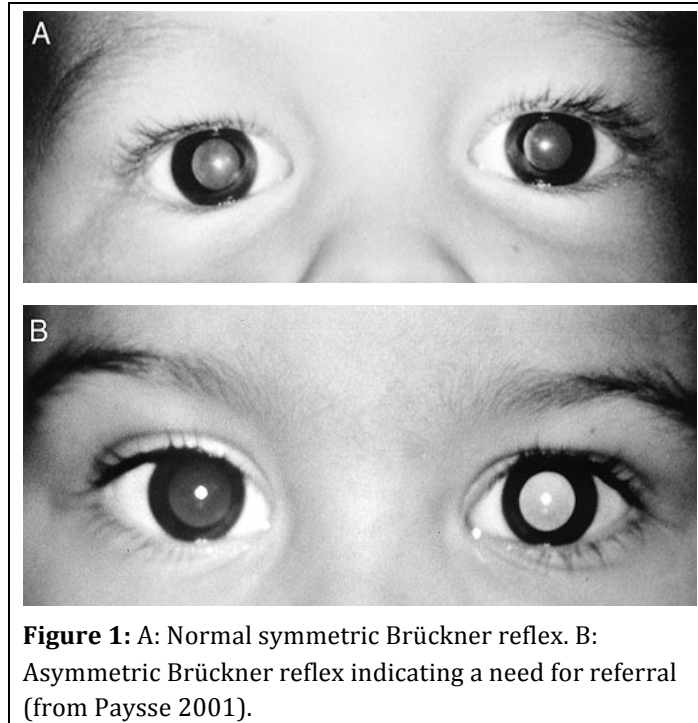 A
B
Figure 1: A: Normal symmetric Brückner reflex. B:
Asymmetric Brückner reflex indicating a need for referral
(from Paysse 2001).